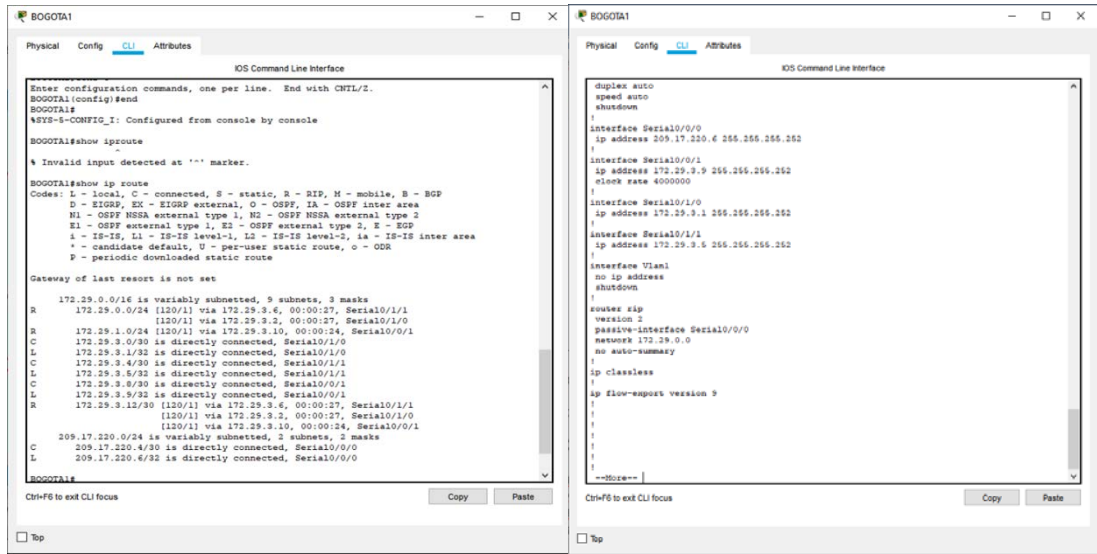 BOGOTA1
Physical Config CLI Attributes
IOS Command Line Interface
Enter configuration commands, one per line. End with CNTL/Z.
BOGOTA1(config)#end
BOGOTA1#
%SYS-5-CONFIG_I: Configured from console by console
BOGOTA1#show iproute
^
% Invalid input detected at '^' marker.
BOGOTA1#show ip route
Codes: L - local, C - connected, S - static, R - RIP, M - mobile, B - BGP
D - EIGRP, EX - EIGRP external, O - OSPF, IA - OSPF inter area
N1 - OSPF NSSA external type 1, N2 - OSPF NSSA external type 2
E1 - OSPF external type 1, E2 - OSPF external type 2, E - EGP
i - IS-IS, L1 - IS-IS level-1, L2 - IS-IS level-2, ia - IS-IS inter area
* - candidate default, U - per-user static route, o - ODR
P - periodic downloaded static route
Gateway of last resort is not set
172.29.0.0/16 is variably subnetted, 9 subnets, 3 masks
R 172.29.0.0/24 [120/1] via 172.29.3.6, 00:00:27, Serial0/1/1
[120/1] via 172.29.3.2, 00:00:27, Serial0/1/0
R 172.29.1.0/24 [120/1] via 172.29.3.10, 00:00:24, Serial0/0/1
C 172.29.3.0/30 is directly connected, Serial0/1/0
L 172.29.3.1/32 is directly connected, Serial0/1/0
C 172.29.3.4/30 is directly connected, Serial0/1/1
L 172.29.3.5/32 is directly connected, Serial0/1/1
C 172.29.3.8/30 is directly connected, Serial0/0/1
L 172.29.3.9/32 is directly connected, Serial0/0/1
R 172.29.3.12/30 [120/1] via 172.29.3.6, 00:00:27, Serial0/1/1
[120/1] via 172.29.3.2, 00:00:27, Serial0/1/0
[120/1] via 172.29.3.10, 00:00:24, Serial0/0/1
209.17.220.0/24 is variably subnetted, 2 subnets, 2 masks
C 209.17.220.4/30 is directly connected, Serial0/0/0
L 209.17.220.6/32 is directly connected, Serial0/0/0
BOGOTA1#
Ctrl+F6 to exit CLI focus
Copy Paste
Top
BOGOTA1
Physical Config CLI Attributes
IOS Command Line Interface
duplex auto
speed auto
shutdown
!
interface Serial0/0/0
ip address 209.17.220.6 255.255.255.252
!
interface Serial0/0/1
ip address 172.29.3.9 255.255.255.252
clock rate 4000000
!
interface Serial0/1/0
ip address 172.29.3.1 255.255.255.252
!
interface Serial0/1/1
ip address 172.29.3.5 255.255.255.252
!
interface Vlan1
no ip address
shutdown
!
router rip
version 2
passive-interface Serial0/0/0
network 172.29.0.0
no auto-summary
!
ip classless
!
ip flow-export version 9
!
!
!
!
!
!
!
--More--
Ctrl+F6 to exit CLI focus
Copy Paste
Top